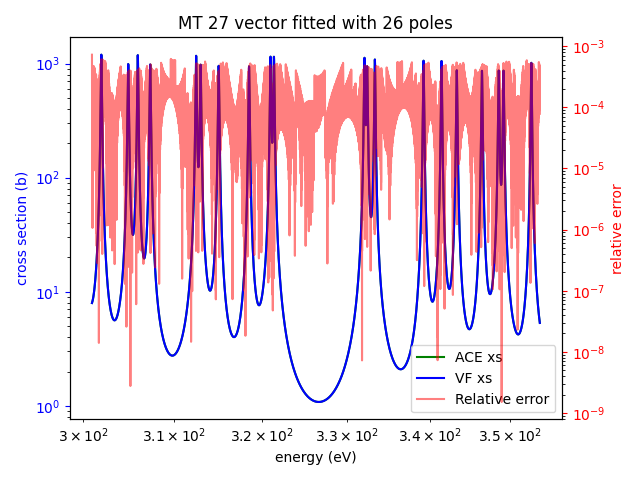 MT 27 vector fitted with 26 poles
cross section (b)
10³
10²
10¹
10⁰
10⁻³
10⁻⁴
10⁻⁵
10⁻⁶
10⁻⁷
10⁻⁸
10⁻⁹
relative error
ACE xs
VF xs
Relative error
3 × 10² 3.1 × 10² 3.2 × 10² 3.3 × 10² 3.4 × 10² 3.5 × 10²
energy (eV)